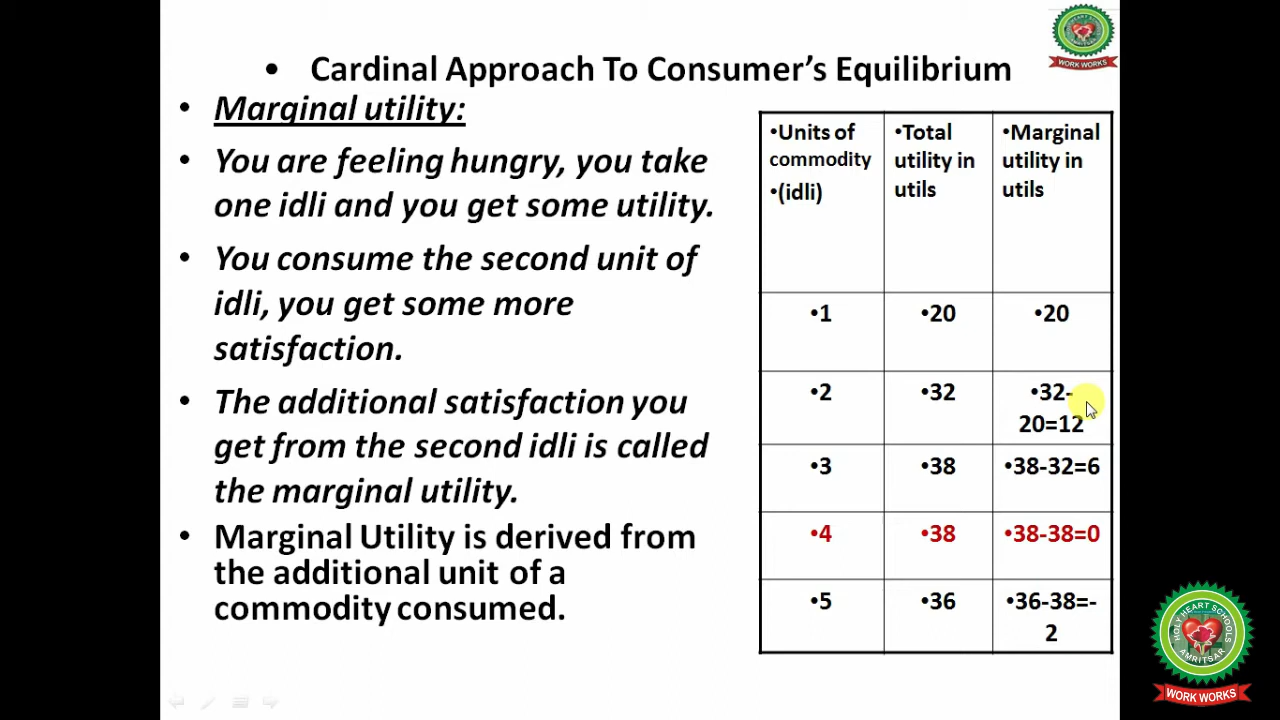 • Cardinal Approach To Consumer's Equilibrium
• Marginal utility:
• You are feeling hungry, you take
one idli and you get some utility.
• You consume the second unit of
idli, you get some more
satisfaction.
• The additional satisfaction you
get from the second idli is called
the marginal utility.
• Marginal Utility is derived from
the additional unit of a
commodity consumed.
•Units of
commodity
•(idli)
•Total
utility in
utils
•Marginal
utility in
utils
•1
•20
•20
•2
•32
•32-
20=12
•3
•38
•38-32=6
•4
•38
•38-38=0
•5
•36
•36-38=-
2
WORK WORKS
HOLY HEART SCHOOLS
AMRITSAR
WORK WORKS